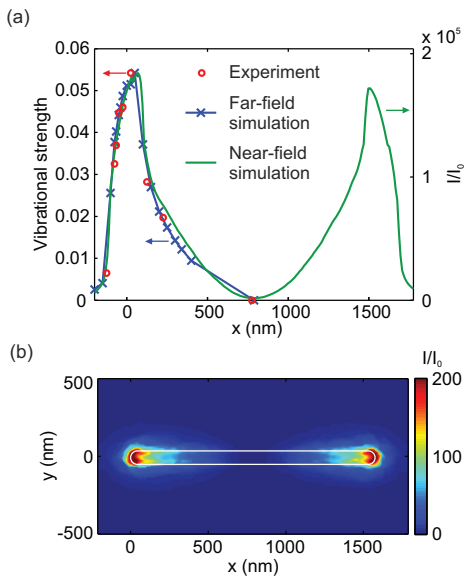 (a)
x 10⁵
Vibrational strength
0.06
0.05
0.04
0.03
0.02
0.01
0
Experiment
Far-field
simulation
Near-field
simulation
2
1
0
I/I₀
0 500 1000 1500
x (nm)
(b)
I/I₀
y (nm)
500
0
-500
200
100
0
0 500 1000 1500
x (nm)